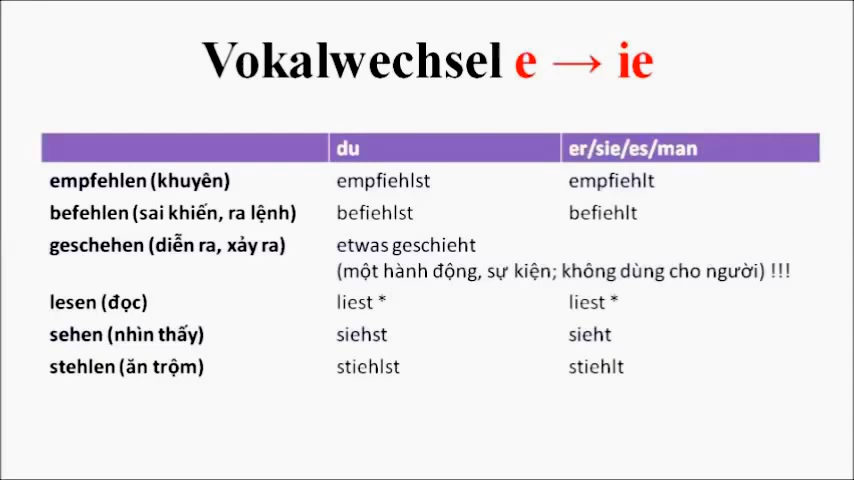 Vokalwechsel e → ie
du er/sie/es/man
empfehlen (khuyên) empfiehlst empfiehlt
befehlen (sai khiến, ra lệnh) befiehlst befiehlt
geschehen (diễn ra, xảy ra) etwas geschieht
(một hành động, sự kiện; không dùng cho người) !!!
lesen (đọc) liest * liest *
sehen (nhìn thấy) siehst sieht
stehlen (ăn trộm) stiehlst stiehlt